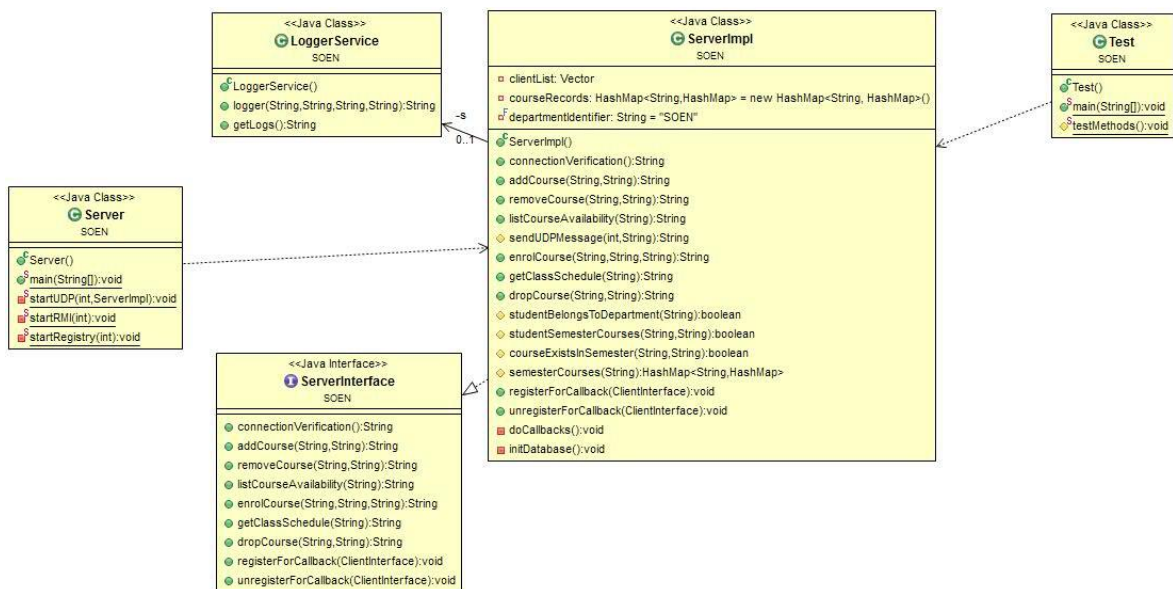 <<Java Class>>
LoggerService
SOEN
LoggerService()
logger(String,String,String,String):String
getLogs():String
-s
0..1
<<Java Class>>
ServerImpl
SOEN
clientList: Vector
courseRecords: HashMap<String,HashMap> = new HashMap<String, HashMap>()
departmentIdentifier: String = "SOEN"
ServerImpl()
connectionVerification():String
addCourse(String,String):String
removeCourse(String,String):String
listCourseAvailability(String):String
sendUDPMessage(int,String):String
enrolCourse(String,String,String):String
getClassSchedule(String):String
dropCourse(String,String):String
studentBelongsToDepartment(String):boolean
studentSemesterCourses(String,String):boolean
courseExistsInSemester(String,String):boolean
semesterCourses(String):HashMap<String,HashMap>
registerForCallback(ClientInterface):void
unregisterForCallback(ClientInterface):void
doCallbacks():void
initDatabase():void
<<Java Class>>
Test
SOEN
Test()
main(String[]):void
testMethods():void
<<Java Class>>
Server
SOEN
Server()
main(String[]):void
startUDP(int,ServerImpl):void
startRMI(int):void
startRegistry(int):void
<<Java Interface>>
ServerInterface
SOEN
connectionVerification():String
addCourse(String,String):String
removeCourse(String,String):String
listCourseAvailability(String):String
enrolCourse(String,String,String):String
getClassSchedule(String):String
dropCourse(String,String):String
registerForCallback(ClientInterface):void
unregisterForCallback(ClientInterface):void